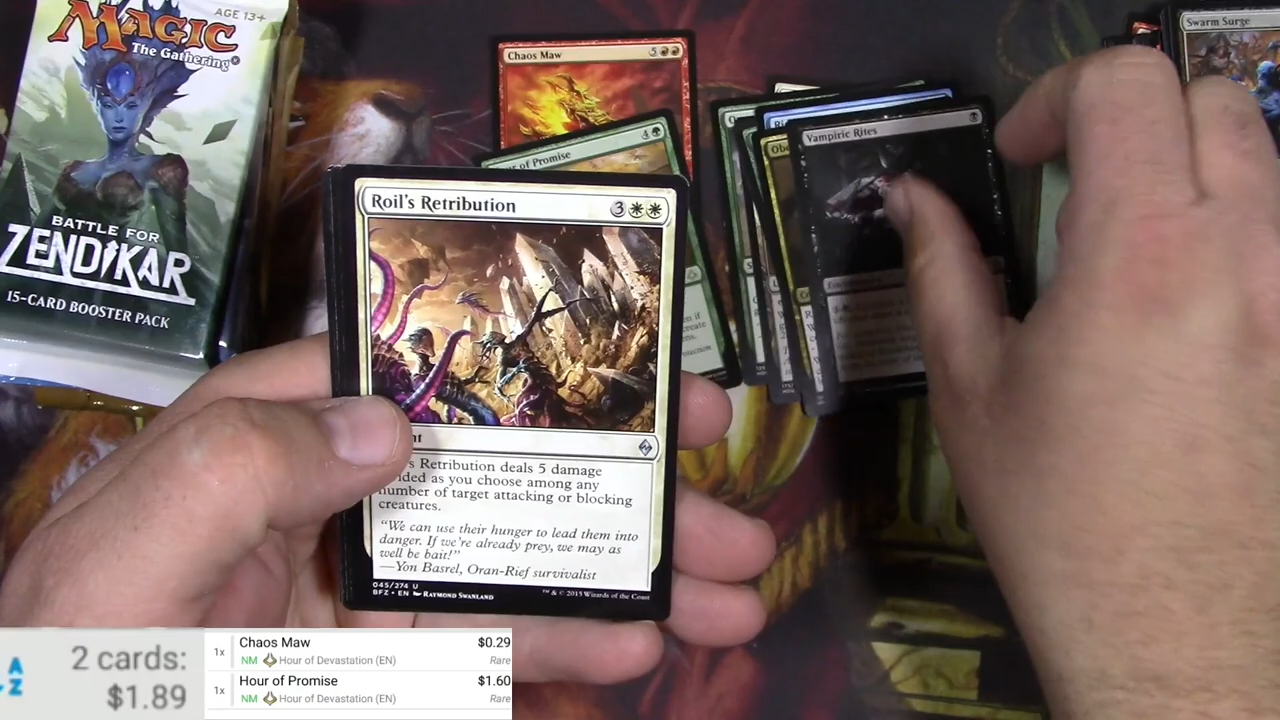 AGE 13+
MAGIC
The Gathering®
BATTLE FOR
ZENDIKAR
15-CARD BOOSTER PACK
Chaos Maw 5
of Promise 4
Vampiric Rites
Swarm Surge
Roil's Retribution 3
Retribution deals 5 damage
as you choose among any
number of target attacking or blocking
creatures.
"We can use their hunger to lead them into
danger. If we're already prey, we may as
well be bait!"
—Yon Basrel, Oran-Rief survivalist
045/274 U
BFZ • EN RAYMOND SWANLAND
™ & © 2015 Wizards of the Coast
A
Z
2 cards:
$1.89
1x Chaos Maw $0.29
NM Hour of Devastation (EN) Rare
1x Hour of Promise $1.60
NM Hour of Devastation (EN) Rare